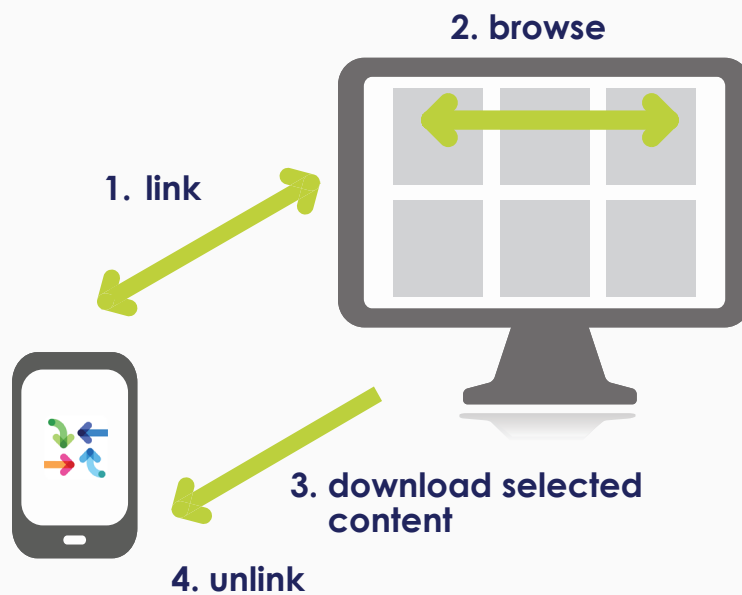 2. browse
1. link
3. download selected
content
4. unlink